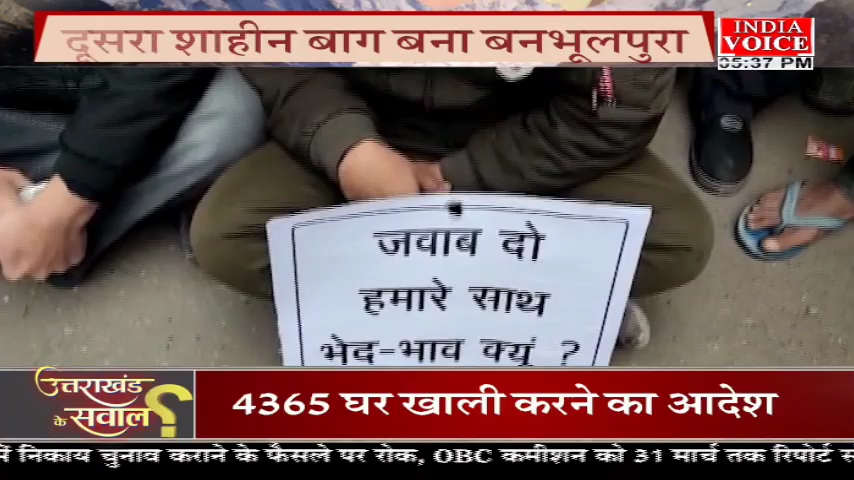 दूसरा शाहीन बाग बना बनभूलपुरा
INDIA
VOICE
05:37 PM
जवाब दो
हमारे साथ
भेद-भाव क्यूं ?
उत्तराखंड
के सवाल ?
4365 घर खाली करने का आदेश
में निकाय चुनाव कराने के फैसले पर रोक, OBC कमीशन को 31 मार्च तक रिपोर्ट